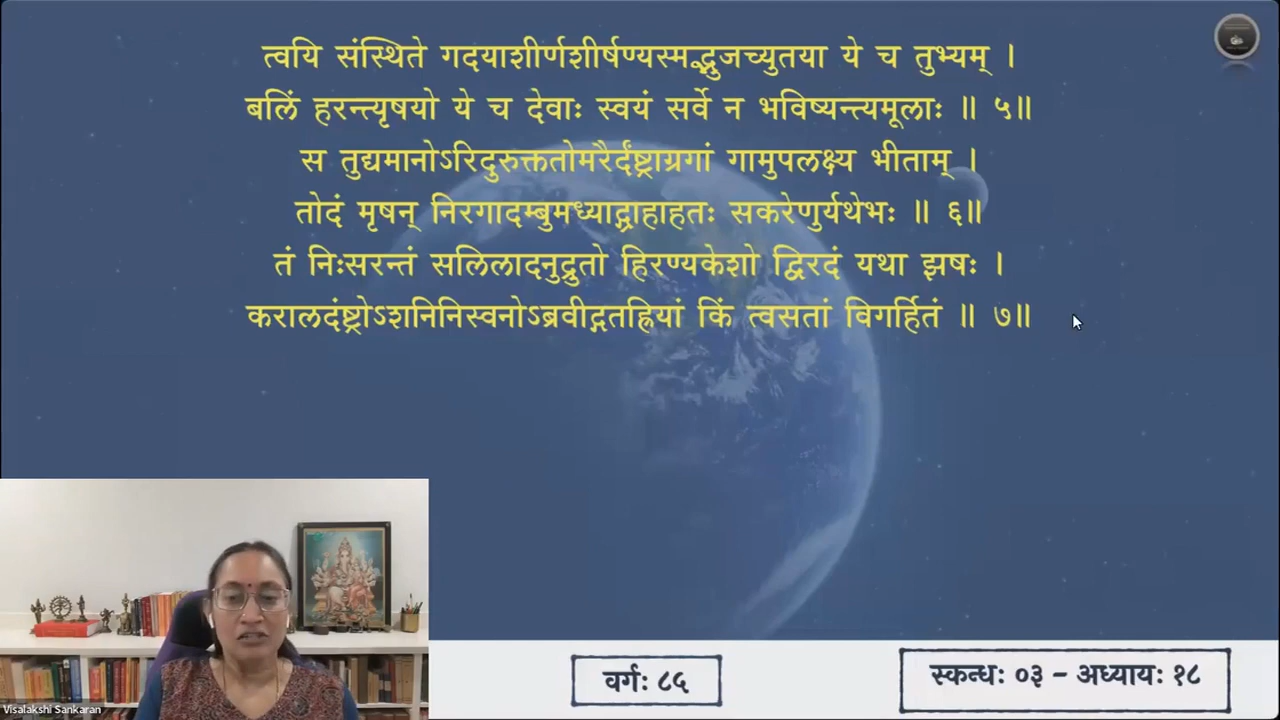 त्वयि संस्थिते गदयाशीर्णशीर्षण्यस्मद्भुजच्युतया ये च तुभ्यम् ।
बलिं हरन्त्यृषयो ये च देवाः स्वयं सर्वे न भविष्यन्त्यमूलाः ॥ ५॥
स तुद्यमानोऽरिदुरुक्ततोमरैर्दंष्ट्राग्रगां गामुपलक्ष्य भीताम् ।
तोदं मृषन् निरगादम्बुमध्याद्ग्राहाहतः सकरेणुर्यथेभः ॥ ६॥
तं निःसरन्तं सलिलादनुद्रुतो हिरण्यकेशो द्विरदं यथा झषः ।
करालदंष्ट्रोऽशनिनिस्वनोऽब्रवीद्गतह्रियां किं त्वसतां विगर्हितं ॥ ७॥
Visalakshi Sankaran
वर्गः ८५
स्कन्धः ०३ - अध्यायः १८